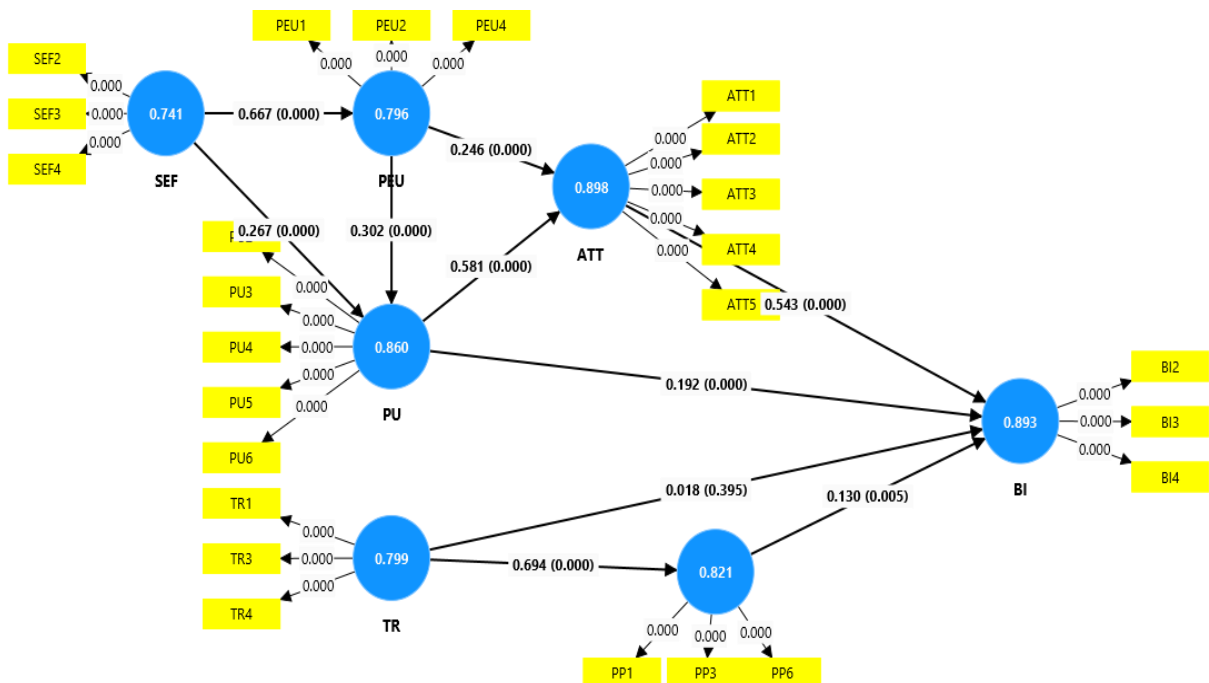 PEU1
PEU2
PEU4
SEF2
SEF3
SEF4
0.000
0.000
0.000
0.741
SEF
0.667 (0.000)
0.000
0.000
0.000
0.796
PEU
0.246 (0.000)
0.267 (0.000)
0.302 (0.000)
0.581 (0.000)
0.898
ATT
0.000
0.000
0.000
0.000
0.000
ATT1
ATT2
ATT3
ATT4
ATT5
0.543 (0.000)
PU3
PU4
PU5
PU6
0.000
0.000
0.000
0.000
0.000
0.860
PU
0.192 (0.000)
0.893
BI
0.000
0.000
0.000
BI2
BI3
BI4
0.018 (0.395)
0.130 (0.005)
TR1
TR3
TR4
0.000
0.000
0.000
0.799
TR
0.694 (0.000)
0.821
0.000
0.000
0.000
PP1
PP3
PP6